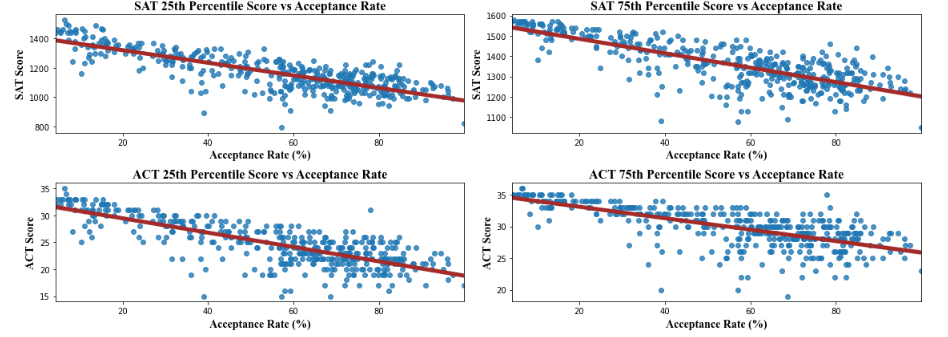 SAT 25th Percentile Score vs Acceptance Rate
SAT Score
1400
1200
1000
800
20
40
60
80
Acceptance Rate (%)
SAT 75th Percentile Score vs Acceptance Rate
SAT Score
1600
1500
1400
1300
1200
1100
20
40
60
80
Acceptance Rate (%)
ACT 25th Percentile Score vs Acceptance Rate
ACT Score
35
30
25
20
15
20
40
60
80
Acceptance Rate (%)
ACT 75th Percentile Score vs Acceptance Rate
ACT Score
35
30
25
20
20
40
60
80
Acceptance Rate (%)